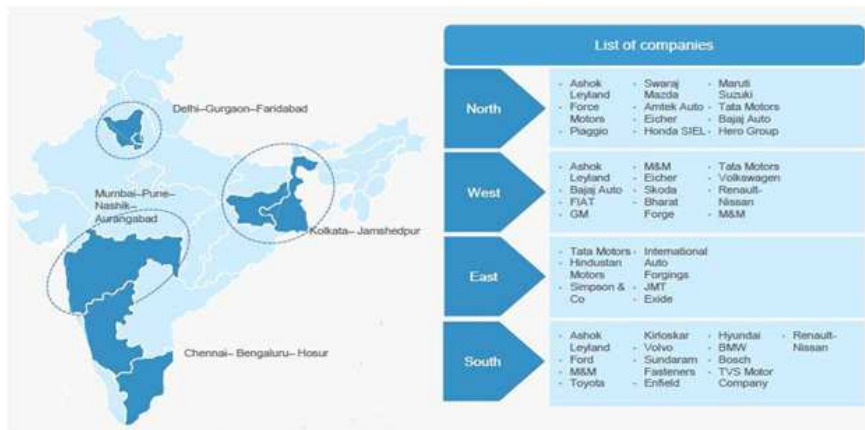 Delhi–Gurgaon–Faridabad
Mumbai–Pune–
Nashik–
Aurangabad
Kolkata– Jamshedpur
Chennai– Bengaluru– Hosur
List of companies
North
- Ashok
Leyland
- Force
Motors
- Piaggio
- Swaraj
Mazda
- Amtek Auto
- Eicher
- Honda SIEL
- Maruti
Suzuki
- Tata Motors
- Bajaj Auto
- Hero Group
West
- Ashok
Leyland
- Bajaj Auto
- FIAT
- GM
- M&M
- Eicher
- Skoda
- Bharat
Forge
- Tata Motors
- Volkswagen
- Renault-
Nissan
- M&M
East
- Tata Motors
- Hindustan
Motors
- Simpson &
Co
- International
Auto
Forgings
- JMT
- Exide
South
- Ashok
Leyland
- Ford
- M&M
- Toyota
Kirloskar
- Volvo
- Sundaram
Fasteners
- Enfield
- Hyundai
- BMW
- Bosch
- TVS Motor
Company
- Renault-
Nissan